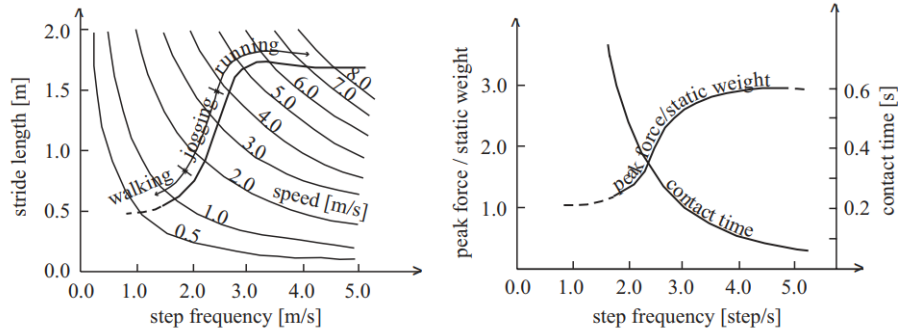 2.0
1.5
1.0
0.5
0.0
stride length [m]
walking
jogging
running
0.5
1.0
2.0
3.0
4.0
5.0
6.0
7.0
8.0
speed [m/s]
0.0 1.0 2.0 3.0 4.0 5.0
step frequency [m/s]
peak force / static weight
3.0
2.0
1.0
peak force/static weight
contact time
0.6
0.4
0.2
contact time [s]
0.0 1.0 2.0 3.0 4.0 5.0
step frequency [step/s]